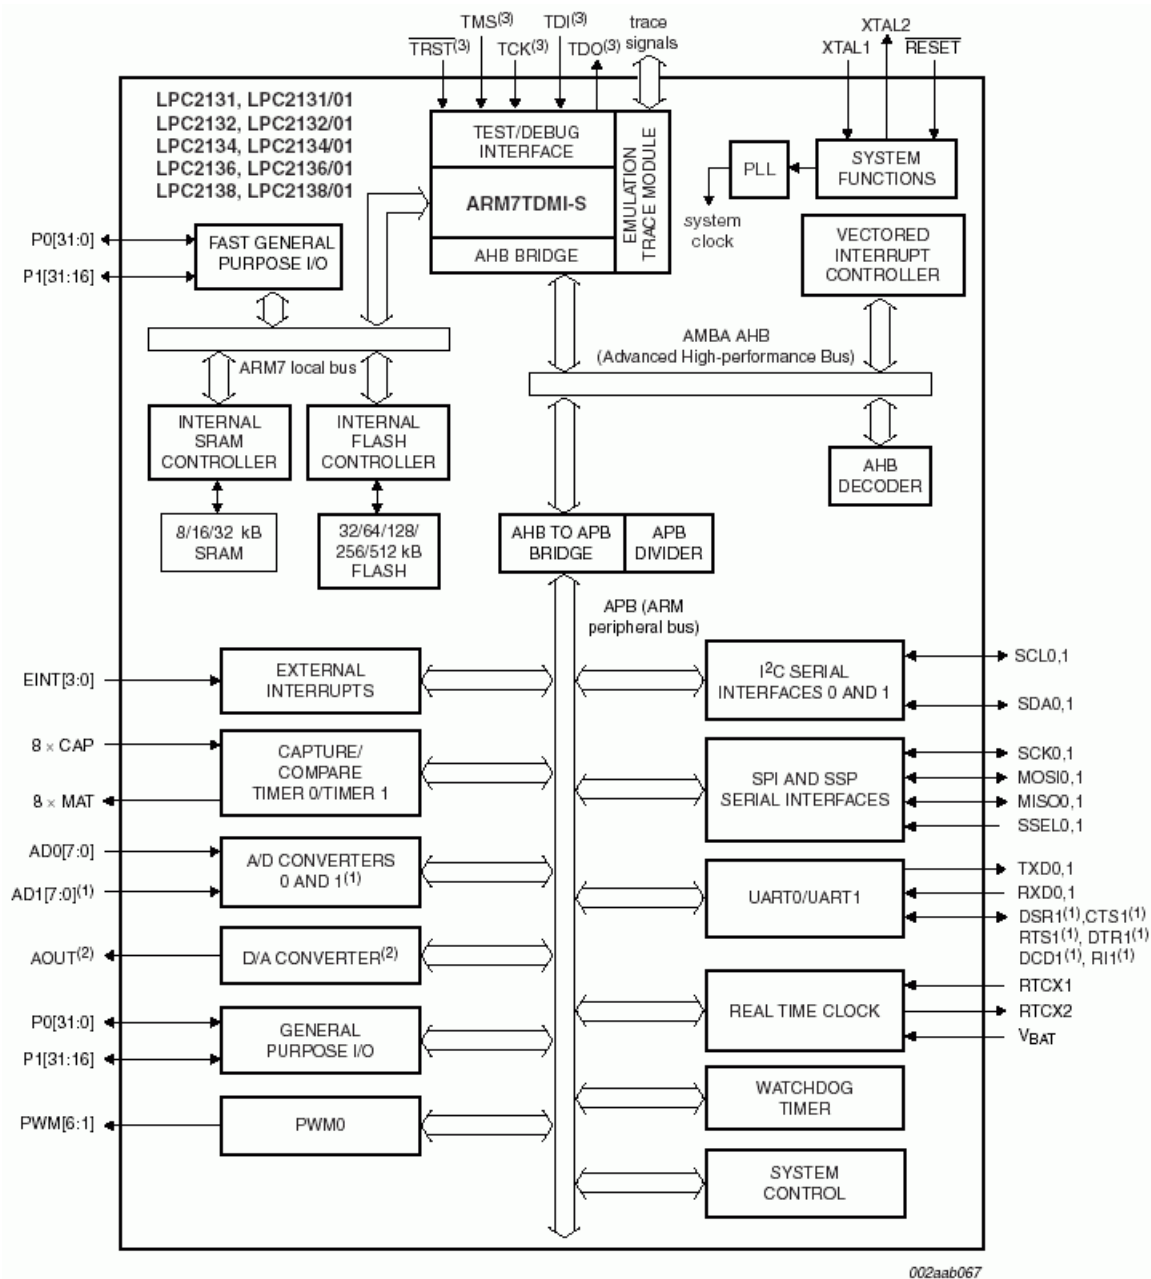 TMS(3)
TDI(3)
trace
signals
TRST(3)
TCK(3)
TDO(3)
XTAL2
XTAL1
RESET
LPC2131, LPC2131/01
LPC2132, LPC2132/01
LPC2134, LPC2134/01
LPC2136, LPC2136/01
LPC2138, LPC2138/01
TEST/DEBUG
INTERFACE
ARM7TDMI-S
AHB BRIDGE
EMULATION
TRACE MODULE
PLL
SYSTEM
FUNCTIONS
system
clock
VECTORED
INTERRUPT
CONTROLLER
P0[31:0]
P1[31:16]
FAST GENERAL
PURPOSE I/O
ARM7 local bus
AMBA AHB
(Advanced High-performance Bus)
INTERNAL
SRAM
CONTROLLER
INTERNAL
FLASH
CONTROLLER
AHB
DECODER
8/16/32 kB
SRAM
32/64/128/
256/512 kB
FLASH
AHB TO APB
BRIDGE
APB
DIVIDER
APB (ARM
peripheral bus)
EINT[3:0]
EXTERNAL
INTERRUPTS
I2C SERIAL
INTERFACES 0 AND 1
SCL0,1
SDA0,1
8 × CAP
8 × MAT
CAPTURE/
COMPARE
TIMER 0/TIMER 1
SPI AND SSP
SERIAL INTERFACES
SCK0,1
MOSI0,1
MISO0,1
SSEL0,1
AD0[7:0]
AD1[7:0](1)
A/D CONVERTERS
0 AND 1(1)
UART0/UART1
TXD0,1
RXD0,1
DSR1(1),CTS1(1)
RTS1(1), DTR1(1)
DCD1(1), RI1(1)
AOUT(2)
D/A CONVERTER(2)
REAL TIME CLOCK
RTCX1
RTCX2
VBAT
P0[31:0]
P1[31:16]
GENERAL
PURPOSE I/O
WATCHDOG
TIMER
PWM[6:1]
PWM0
SYSTEM
CONTROL
002aab067